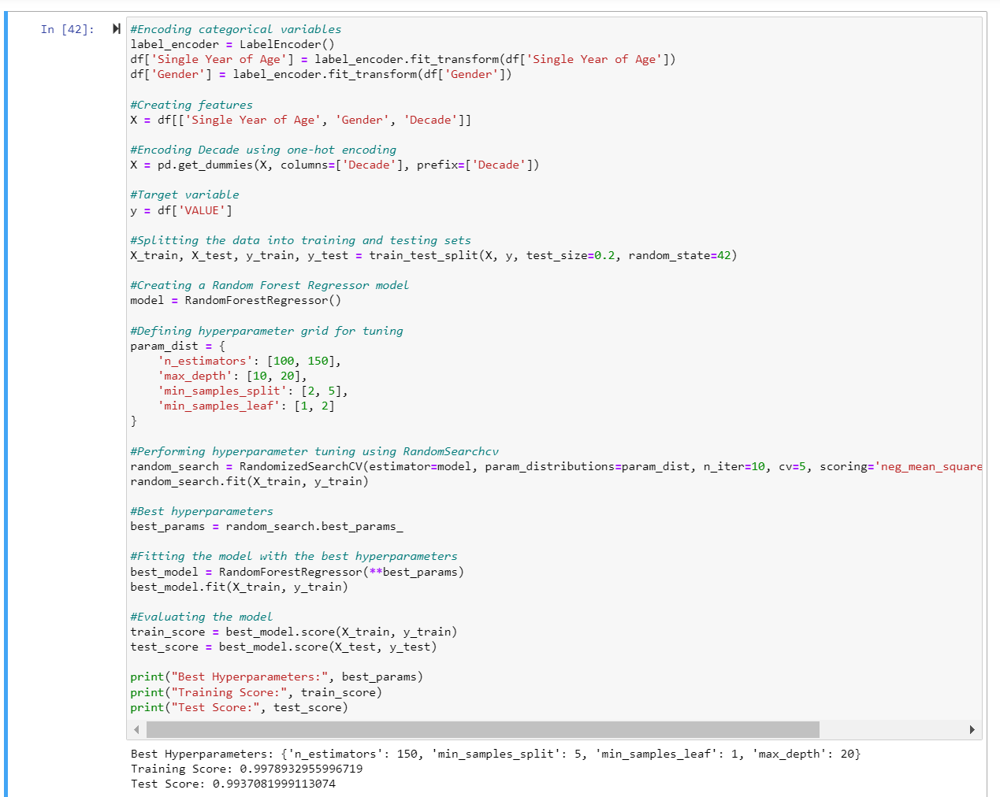 In [42]:
#Encoding categorical variables
label_encoder = LabelEncoder()
df['Single Year of Age'] = label_encoder.fit_transform(df['Single Year of Age'])
df['Gender'] = label_encoder.fit_transform(df['Gender'])

#Creating features
X = df[['Single Year of Age', 'Gender', 'Decade']]

#Encoding Decade using one-hot encoding
X = pd.get_dummies(X, columns=['Decade'], prefix=['Decade'])

#Target variable
y = df['VALUE']

#Splitting the data into training and testing sets
X_train, X_test, y_train, y_test = train_test_split(X, y, test_size=0.2, random_state=42)

#Creating a Random Forest Regressor model
model = RandomForestRegressor()

#Defining hyperparameter grid for tuning
param_dist = {
    'n_estimators': [100, 150],
    'max_depth': [10, 20],
    'min_samples_split': [2, 5],
    'min_samples_leaf': [1, 2]
}

#Performing hyperparameter tuning using RandomSearchcv
random_search = RandomizedSearchCV(estimator=model, param_distributions=param_dist, n_iter=10, cv=5, scoring='neg_mean_square
random_search.fit(X_train, y_train)

#Best hyperparameters
best_params = random_search.best_params_

#Fitting the model with the best hyperparameters
best_model = RandomForestRegressor(**best_params)
best_model.fit(X_train, y_train)

#Evaluating the model
train_score = best_model.score(X_train, y_train)
test_score = best_model.score(X_test, y_test)

print("Best Hyperparameters:", best_params)
print("Training Score:", train_score)
print("Test Score:", test_score)
Best Hyperparameters: {'n_estimators': 150, 'min_samples_split': 5, 'min_samples_leaf': 1, 'max_depth': 20}
Training Score: 0.9978932955996719
Test Score: 0.9937081999113074